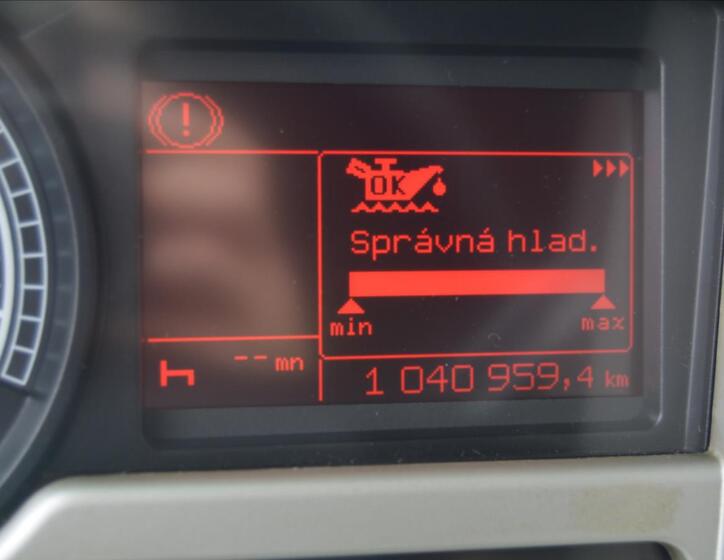 !
OK
Správná hlad.
min max
-- mn
1 040 959,4 km